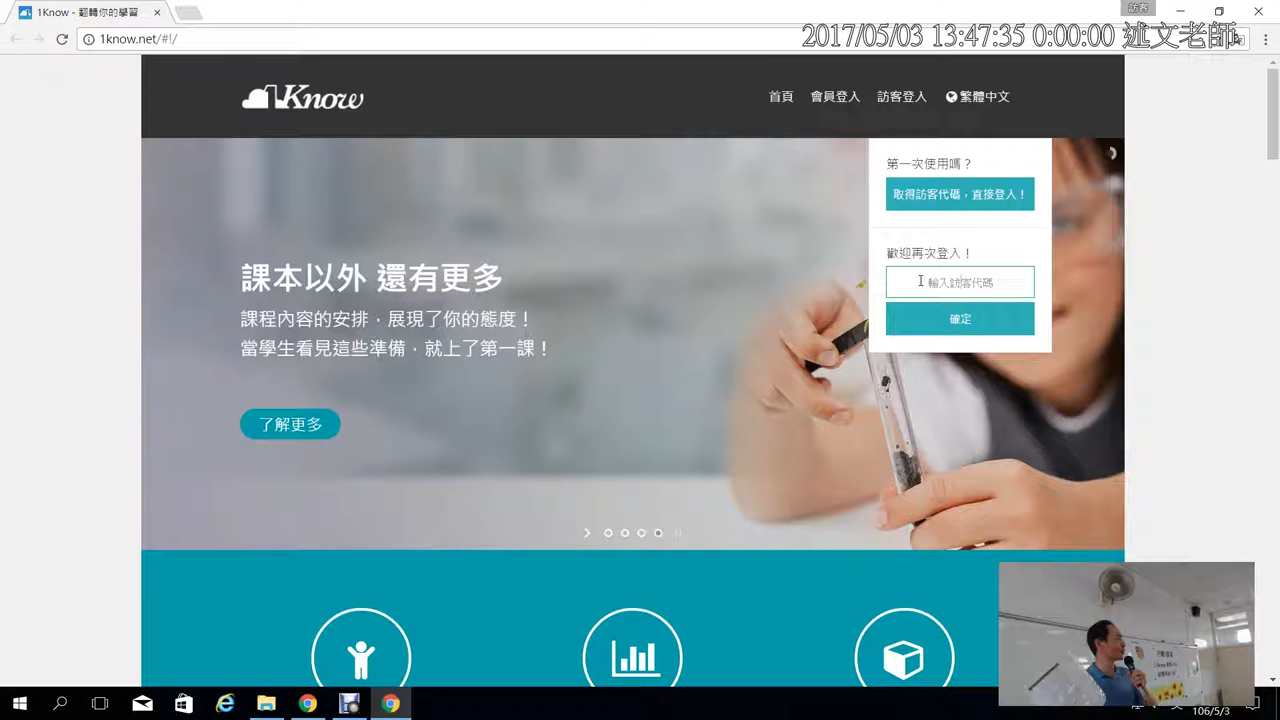 1Know - 翻轉你的學習
訪客
1know.net/#!/
2017/05/03 13:47:35 0:00:00 述文老師
1Know
首頁 會員登入 訪客登入 繁體中文
第一次使用嗎？
取得訪客代碼，直接登入！
歡迎再次登入！
輸入訪客代碼
確定
課本以外 還有更多
課程內容的安排，展現了你的態度！
當學生看見這些準備，就上了第一課！
了解更多
106/5/3